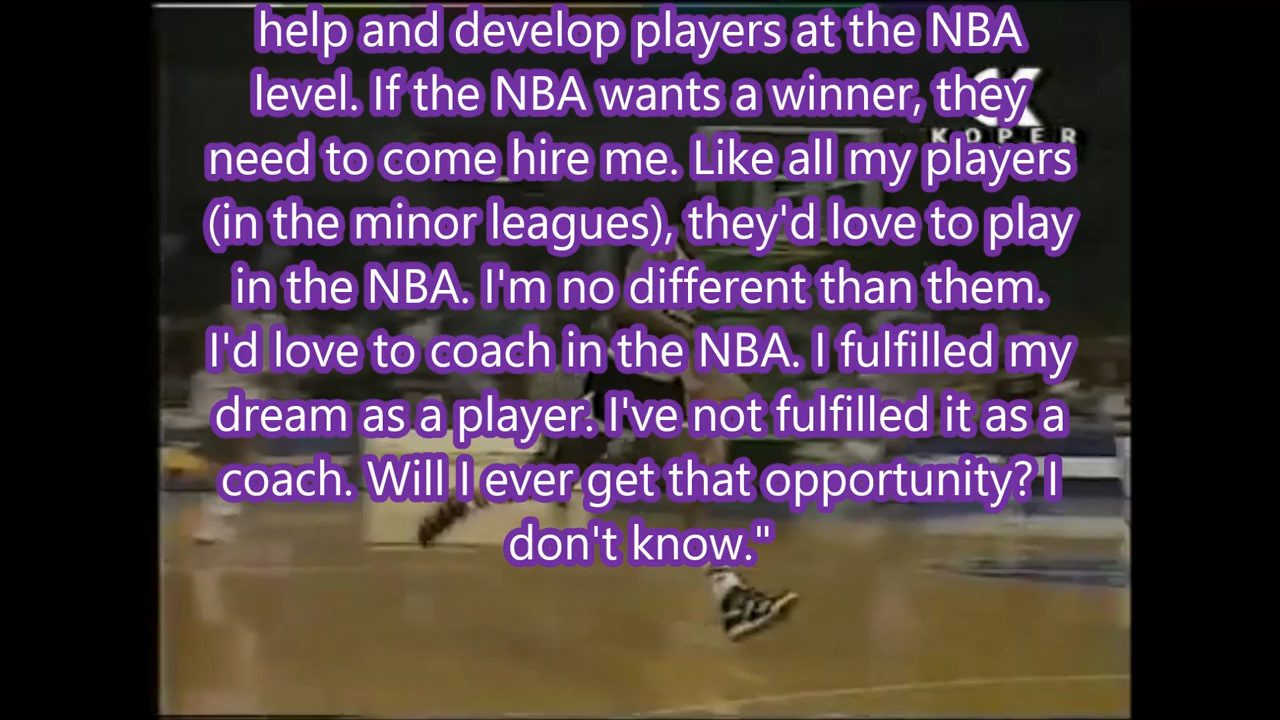 help and develop players at the NBA
level. If the NBA wants a winner, they
K
KOPER
need to come hire me. Like all my players
(in the minor leagues), they'd love to play
in the NBA. I'm no different than them.
I'd love to coach in the NBA. I fulfilled my
dream as a player. I've not fulfilled it as a
coach. Will I ever get that opportunity? I
don't know."